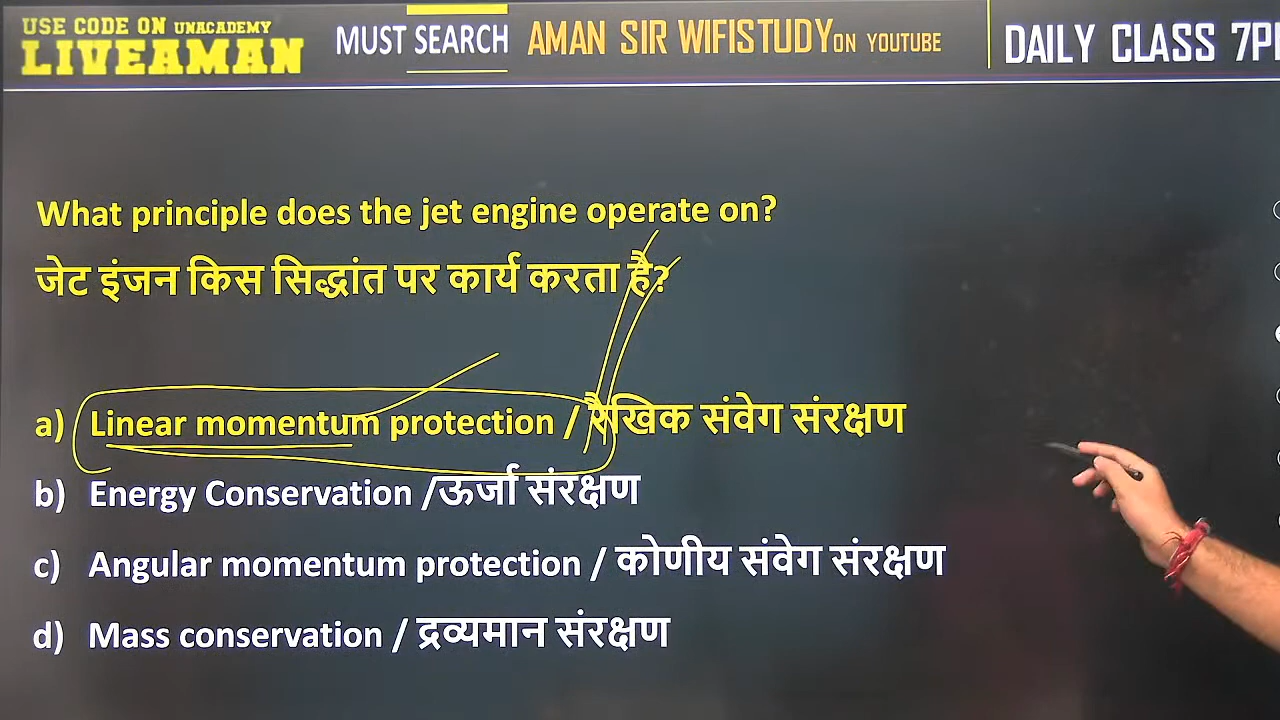 USE CODE ON UNACADEMY
LIVEAMAN
MUST SEARCH AMAN SIR WIFISTUDY ON YOUTUBE
DAILY CLASS 7P
What principle does the jet engine operate on?
जेट इंजन किस सिद्धांत पर कार्य करता है?
a) Linear momentum protection / रैखिक संवेग संरक्षण
b) Energy Conservation /ऊर्जा संरक्षण
c) Angular momentum protection / कोणीय संवेग संरक्षण
d) Mass conservation / द्रव्यमान संरक्षण